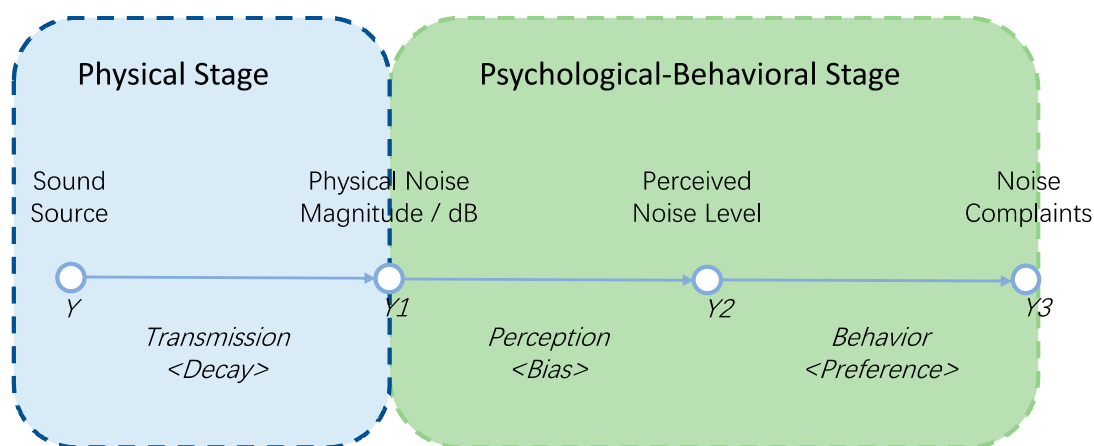 Physical Stage
Psychological-Behavioral Stage
Sound
Source
Physical Noise
Magnitude / dB
Perceived
Noise Level
Noise
Complaints
Y
Y1
Y2
Y3
Transmission
<Decay>
Perception
<Bias>
Behavior
<Preference>